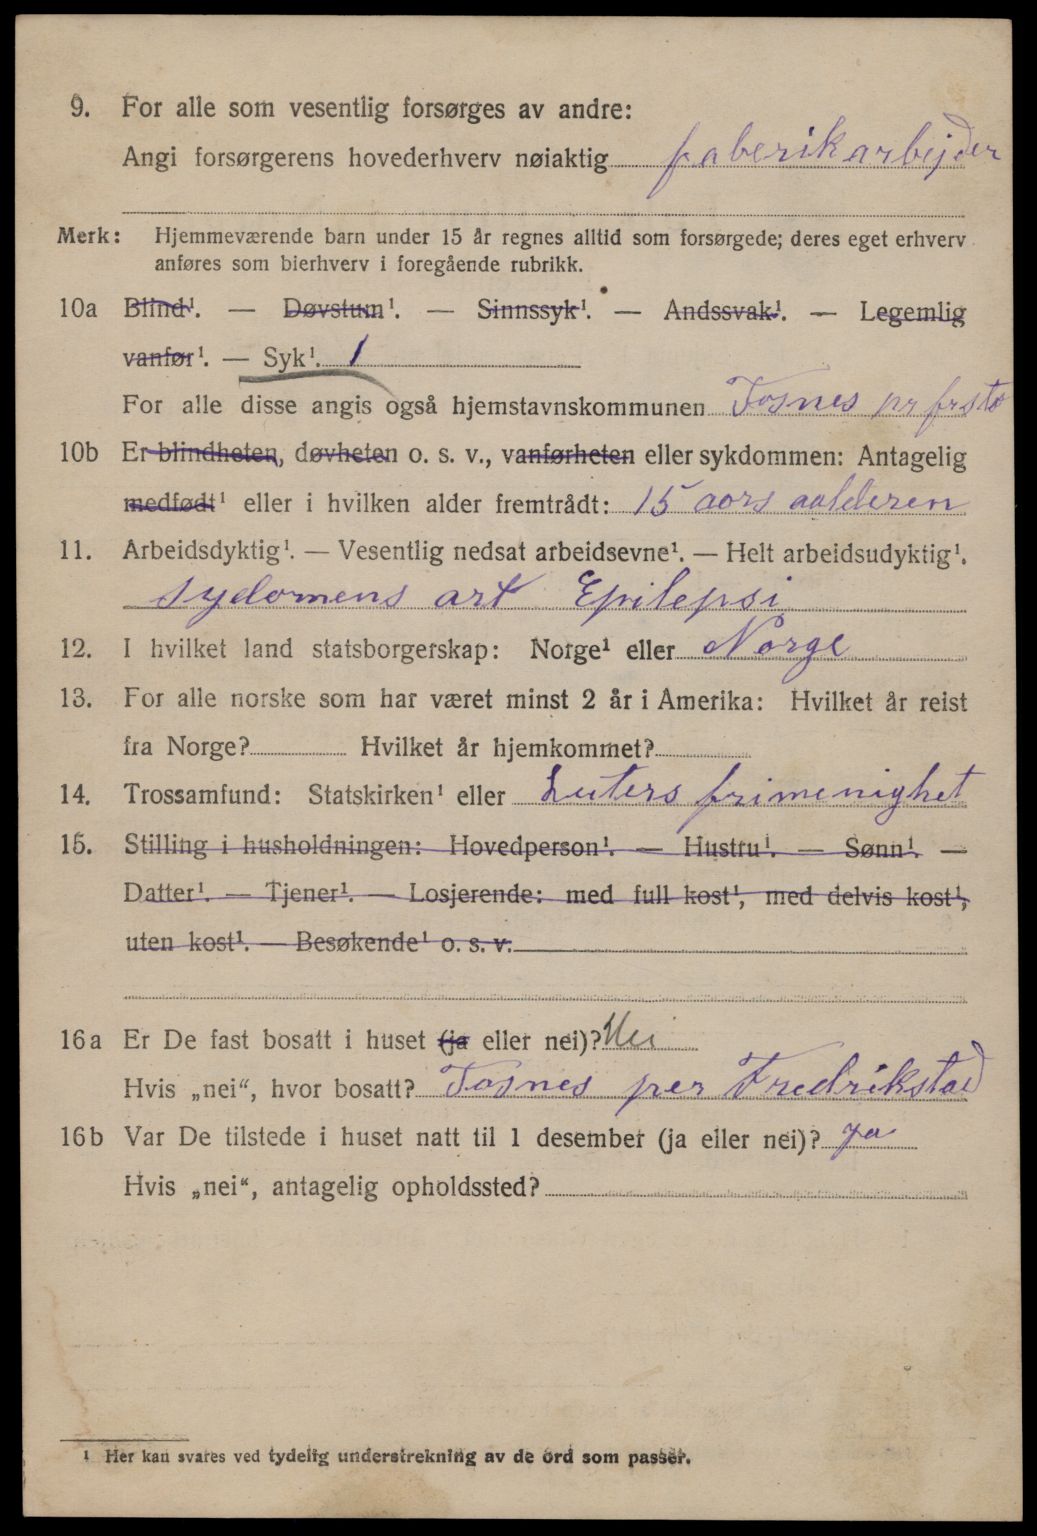 9. For alle som vesentlig forsørges av andre:
Angi forsørgerens hovederhverv nøiaktig faberikarbejder
Merk: Hjemmeværende barn under 15 år regnes alltid som forsørgede; deres eget erhverv
anføres som bierhverv i foregående rubrikk.
10a Blind¹. — Døvstum¹. — Sinnssyk¹. — Andssvak¹. — Legemlig
vanfør¹. — Syk¹. 1
For alle disse angis også hjemstavnskommunen Tosnes pr frsta
10b Er blindheten, døvheten o. s. v., vanførheten eller sykdommen: Antagelig
medfødt¹ eller i hvilken alder fremtrådt: 15 aors aalderen
11. Arbeidsdyktig¹. — Vesentlig nedsat arbeidsevne¹. — Helt arbeidsudyktig¹.
sydomens art Epilepsi
12. I hvilket land statsborgerskap: Norge¹ eller Norge
13. For alle norske som har været minst 2 år i Amerika: Hvilket år reist
fra Norge? Hvilket år hjemkommet?
14. Trossamfund: Statskirken¹ eller Luters frimenighet
15. Stilling i husholdningen: Hovedperson¹. — Hustru¹. — Sønn¹. —
Datter¹. — Tjener¹. — Losjerende: med full kost¹, med delvis kost¹,
uten kost¹. — Besøkende¹ o. s. v.
16a Er De fast bosatt i huset (ja eller nei)? Nei
Hvis „nei“, hvor bosatt? Tosnes per Fredrikstad
16b Var De tilstede i huset natt til 1 desember (ja eller nei)? ja
Hvis „nei“, antagelig opholdssted?
¹ Her kan svares ved tydelig understrekning av de ord som passer.